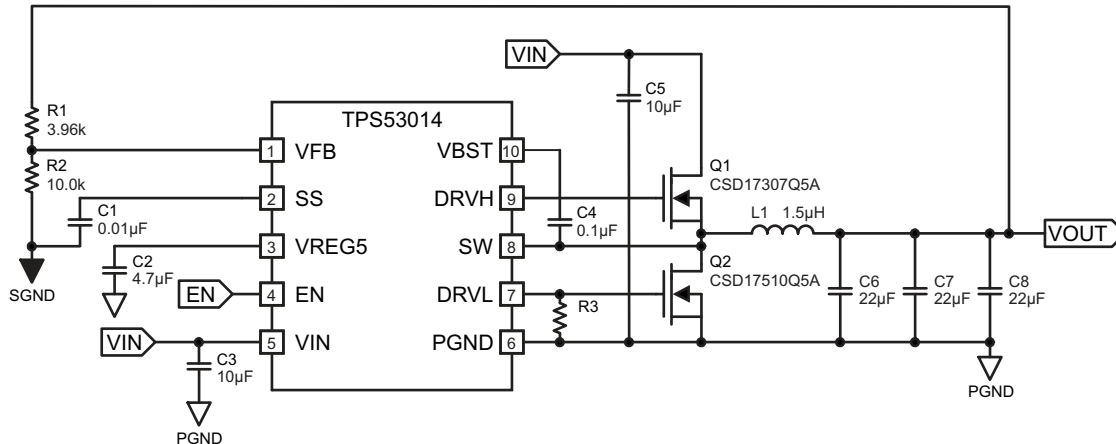 VIN
C5
10µF
R1
3.96k
TPS53014
1 VFB
VBST 10
R2
10.0k
Q1
CSD17307Q5A
2 SS
DRVH 9
C1
0.01µF
C4
0.1µF
L1 1.5µH
3 VREG5
SW 8
VOUT
C2
4.7µF
SGND
Q2
CSD17510Q5A
EN
4 EN
DRVL 7
R3
C6
22µF
C7
22µF
C8
22µF
VIN
5 VIN
PGND 6
C3
10µF
PGND
PGND